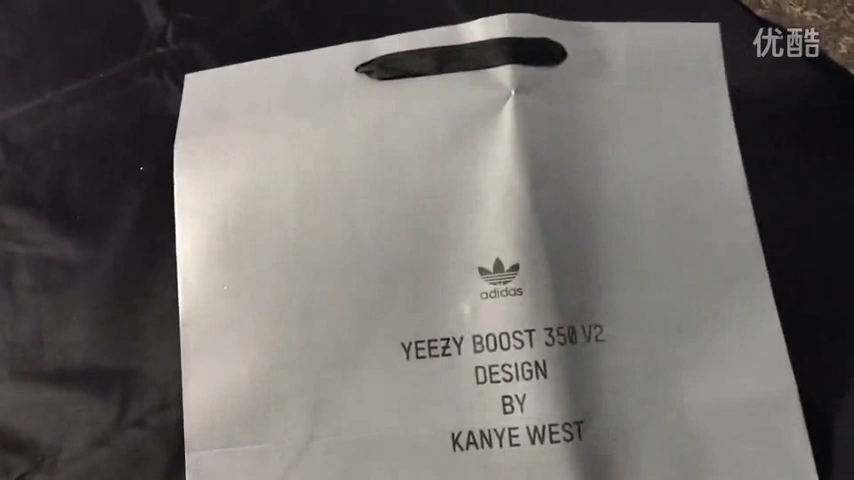 优酷
adidas
YEEZY BOOST 350 V2
DESIGN
BY
KANYE WEST